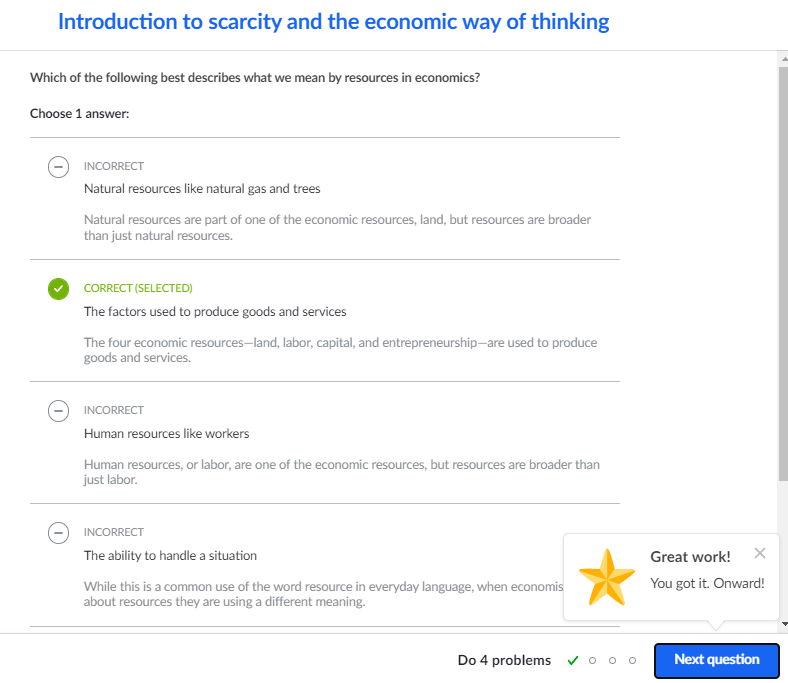 Introduction to scarcity and the economic way of thinking
Which of the following best describes what we mean by resources in economics?
Choose 1 answer:
INCORRECT
Natural resources like natural gas and trees
Natural resources are part of one of the economic resources, land, but resources are broader
than just natural resources.
CORRECT (SELECTED)
The factors used to produce goods and services
The four economic resources—land, labor, capital, and entrepreneurship—are used to produce
goods and services.
INCORRECT
Human resources like workers
Human resources, or labor, are one of the economic resources, but resources are broader than
just labor.
INCORRECT
The ability to handle a situation
While this is a common use of the word resource in everyday language, when
about resources they are using a different meaning.
Great work!
You got it. Onward!
Do 4 problems
Next question